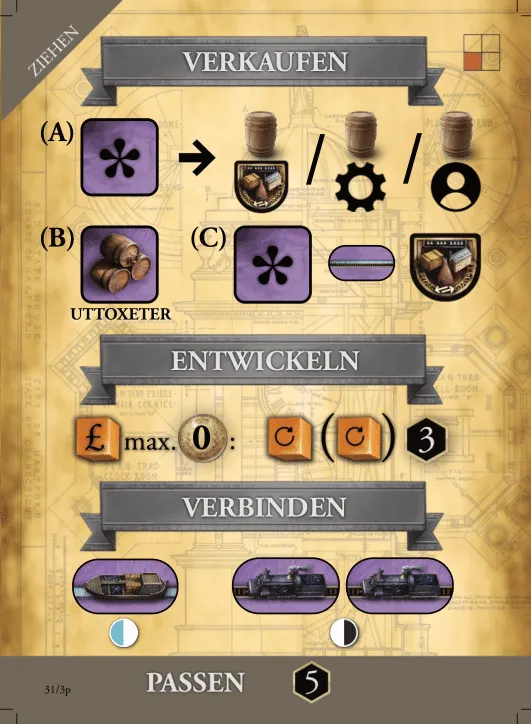 ZIEHEN
VERKAUFEN
(A) * → / /
(B) (C) *
UTTOXETER
ENTWICKELN
£ max. 0 : ( ) 3
VERBINDEN
31/3p PASSEN 5